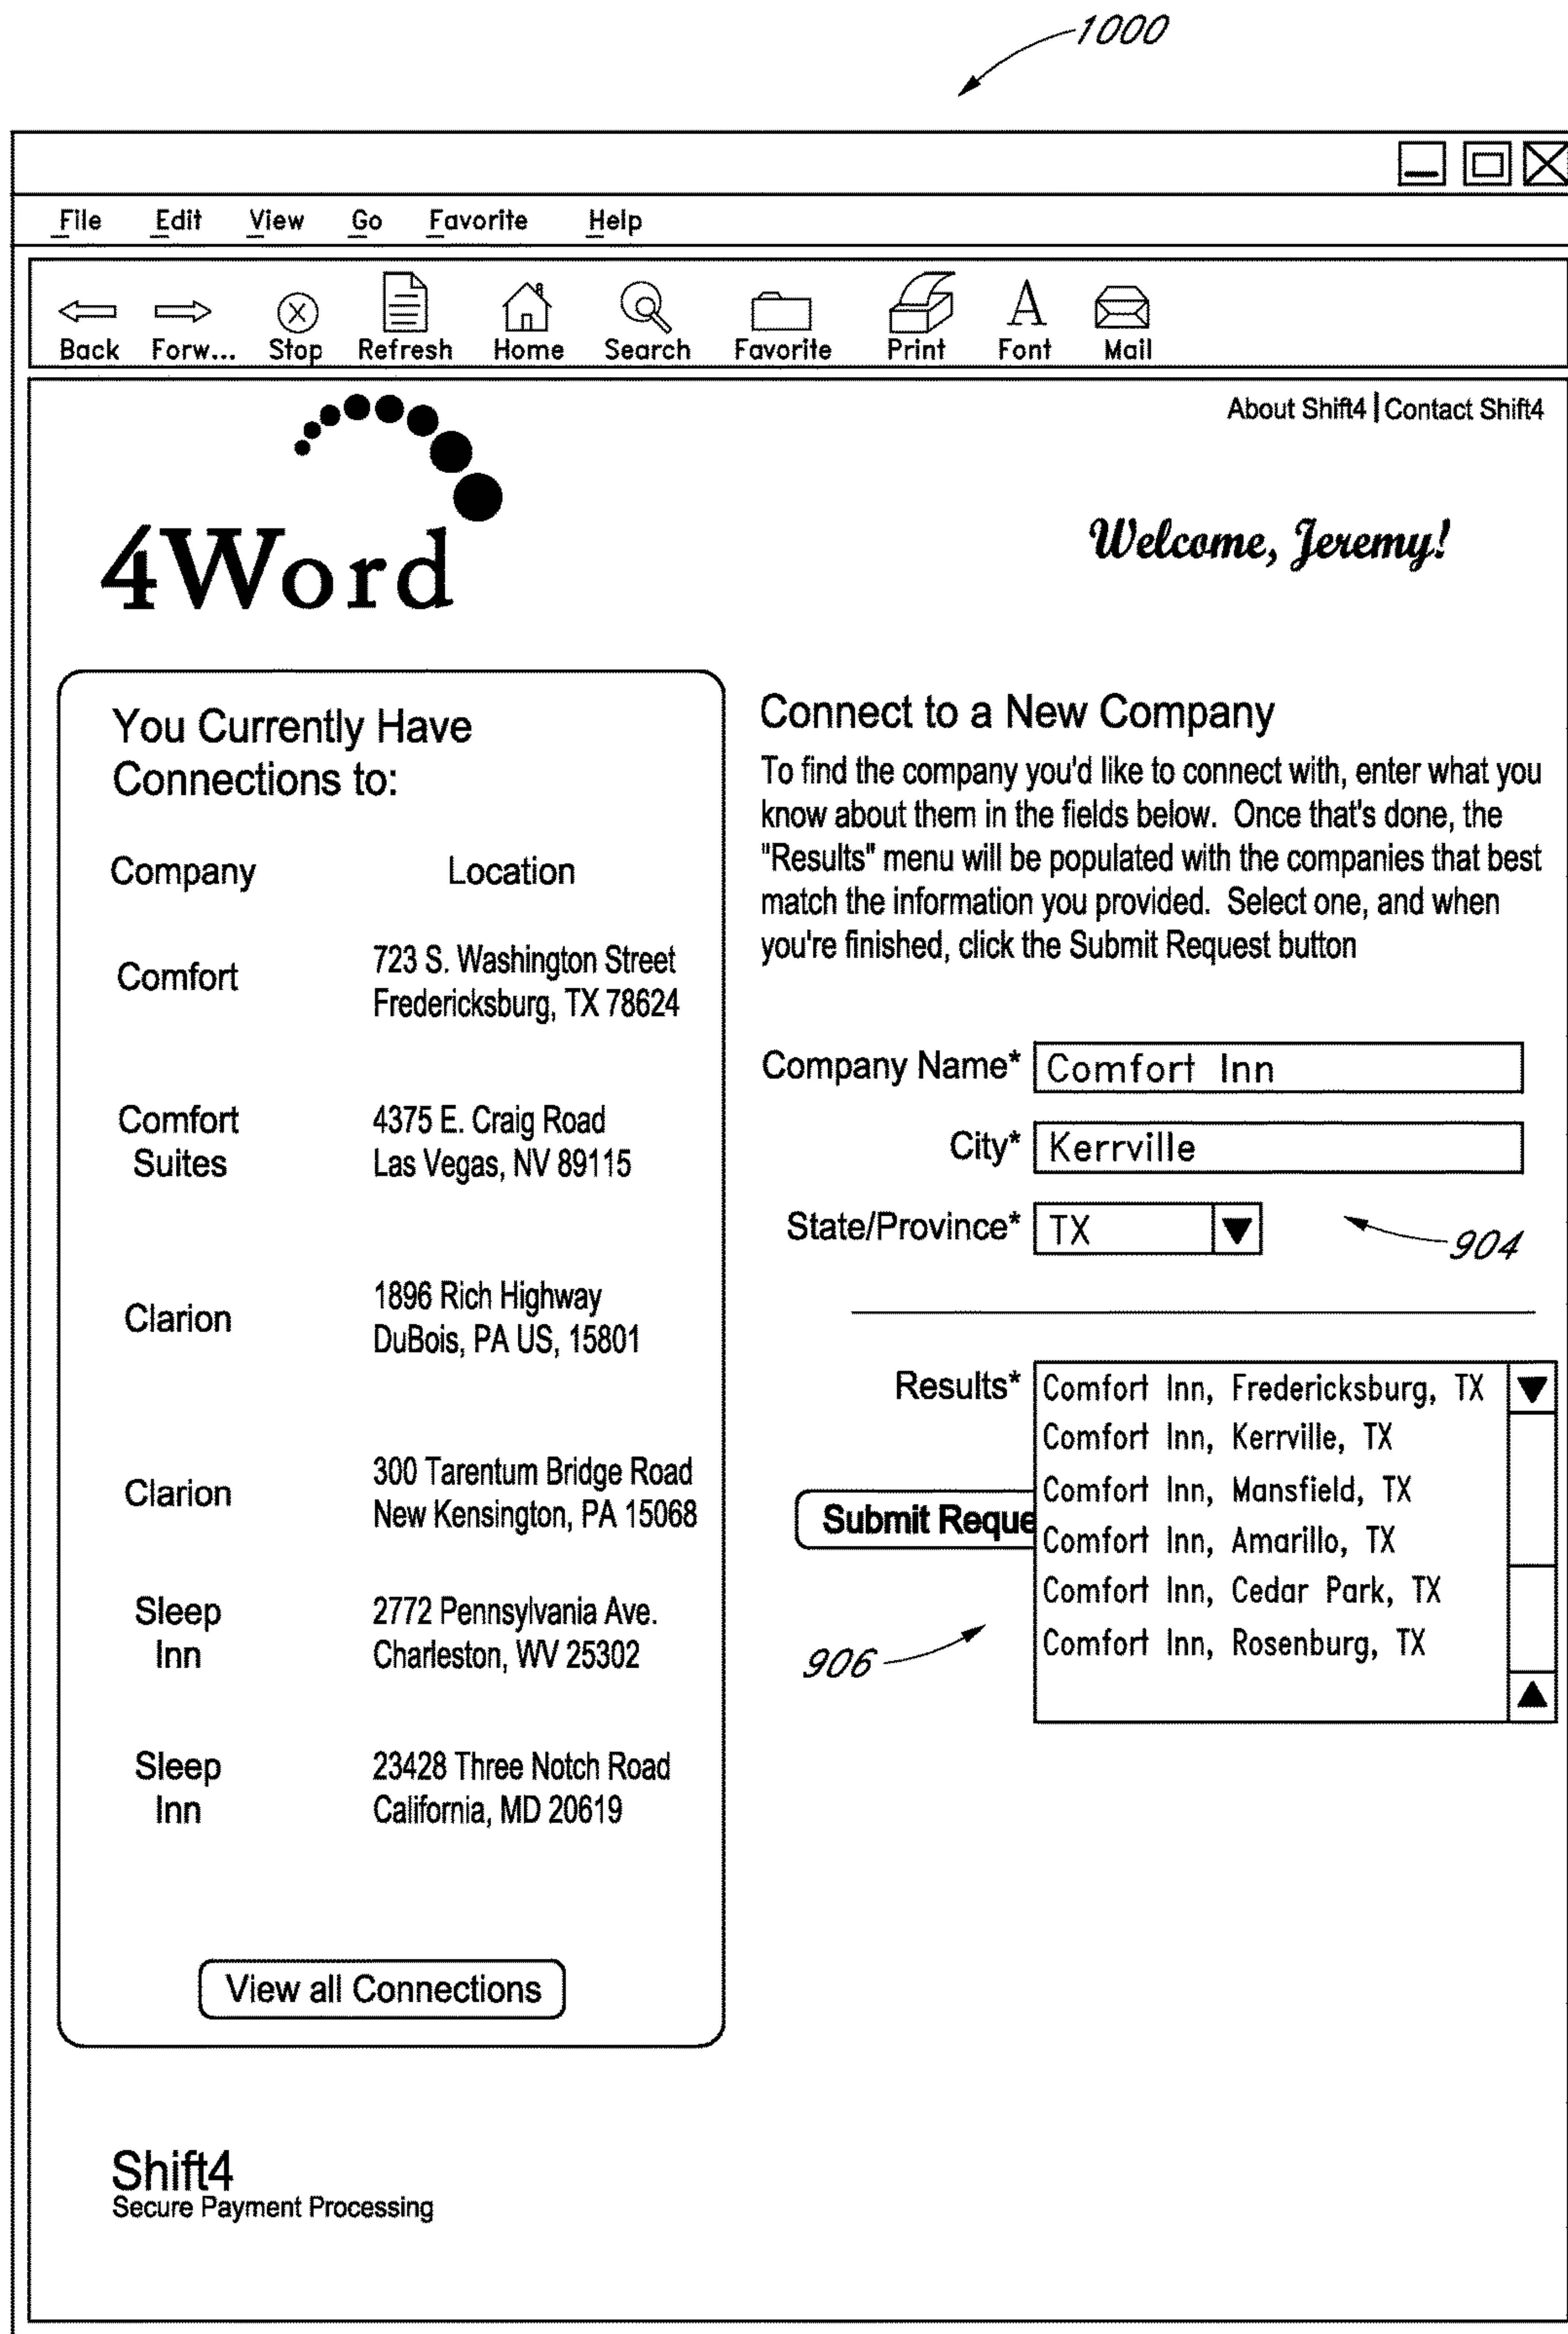 1000
File Edit View Go Favorite Help
Back Forw... Stop Refresh Home Search Favorite Print Font Mail
About Shift4 | Contact Shift4
4Word
Welcome, Jeremy!
You Currently Have
Connections to:
Company Location
Comfort
723 S. Washington Street
Fredericksburg, TX 78624
Comfort
Suites
4375 E. Craig Road
Las Vegas, NV 89115
Clarion
1896 Rich Highway
DuBois, PA US, 15801
Clarion
300 Tarentum Bridge Road
New Kensington, PA 15068
Sleep
Inn
2772 Pennsylvania Ave.
Charleston, WV 25302
Sleep
Inn
23428 Three Notch Road
California, MD 20619
View all Connections
Connect to a New Company
To find the company you'd like to connect with, enter what you
know about them in the fields below. Once that's done, the
"Results" menu will be populated with the companies that best
match the information you provided. Select one, and when
you're finished, click the Submit Request button
Company Name* Comfort Inn
City* Kerrville
State/Province* TX
904
Results* Comfort Inn, Fredericksburg, TX
Comfort Inn, Kerrville, TX
Comfort Inn, Mansfield, TX
Submit Reque
Comfort Inn, Amarillo, TX
Comfort Inn, Cedar Park, TX
Comfort Inn, Rosenburg, TX
906
Shift4
Secure Payment Processing